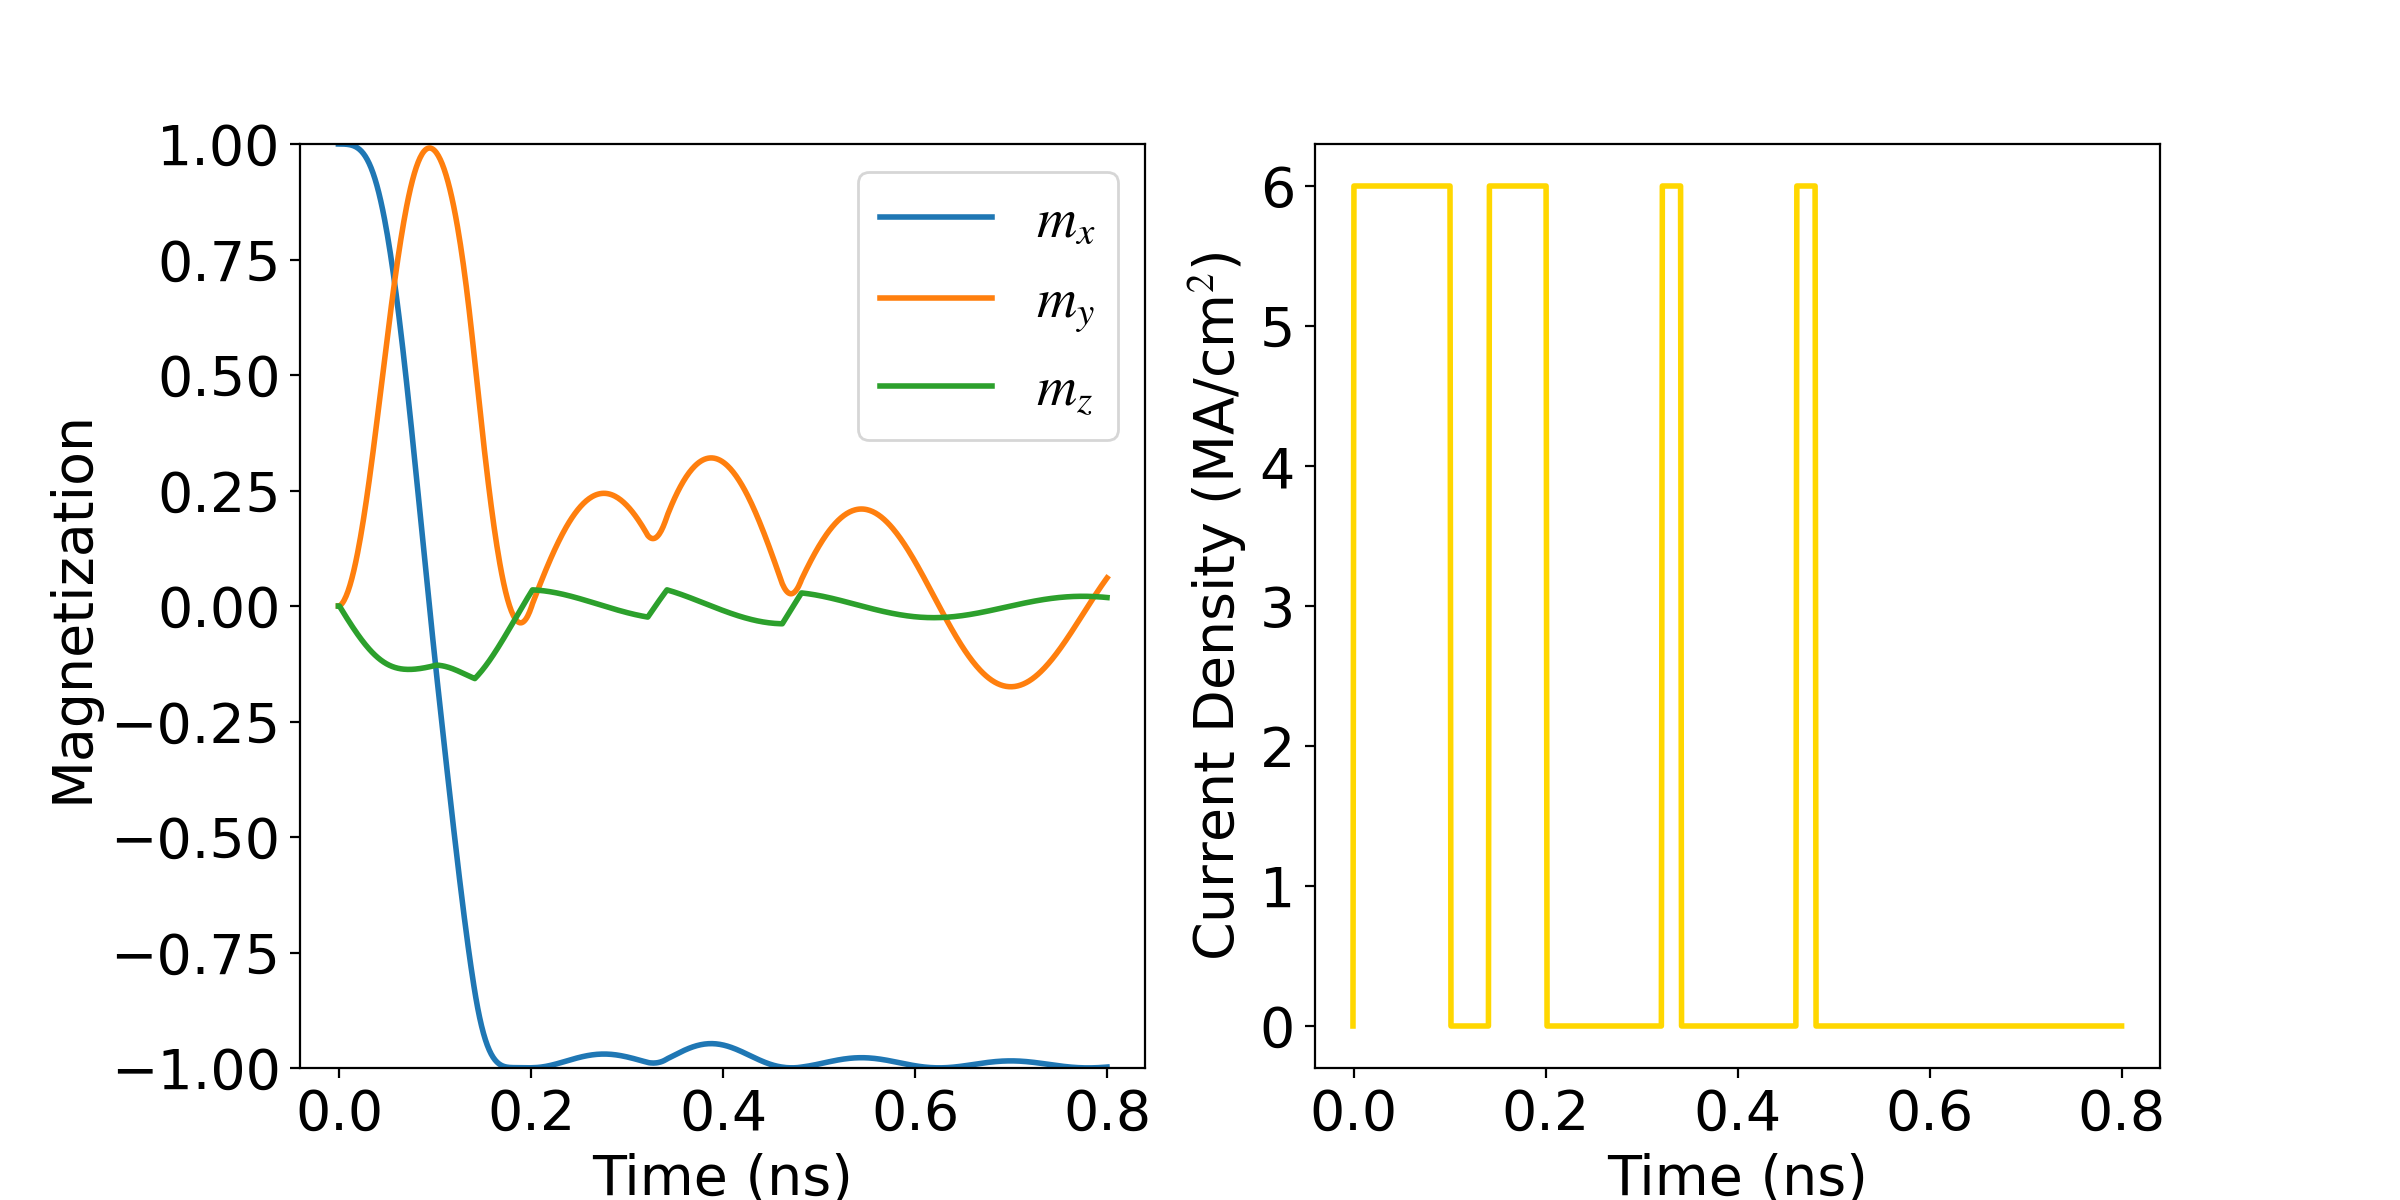 Magnetization
1.00
0.75
0.50
0.25
0.00
−0.25
−0.50
−0.75
−1.00
0.0 0.2 0.4 0.6 0.8
Time (ns)
mₓ
m_y
m_z
Current Density (MA/cm²)
6
5
4
3
2
1
0
0.0 0.2 0.4 0.6 0.8
Time (ns)